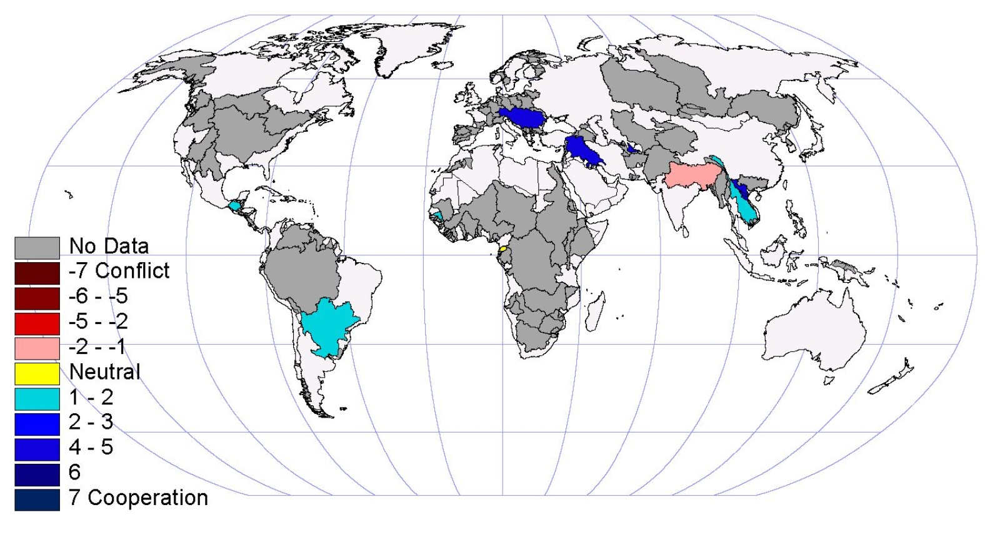 No Data
-7 Conflict
-6 - -5
-5 - -2
-2 - -1
Neutral
1 - 2
2 - 3
4 - 5
6
7 Cooperation